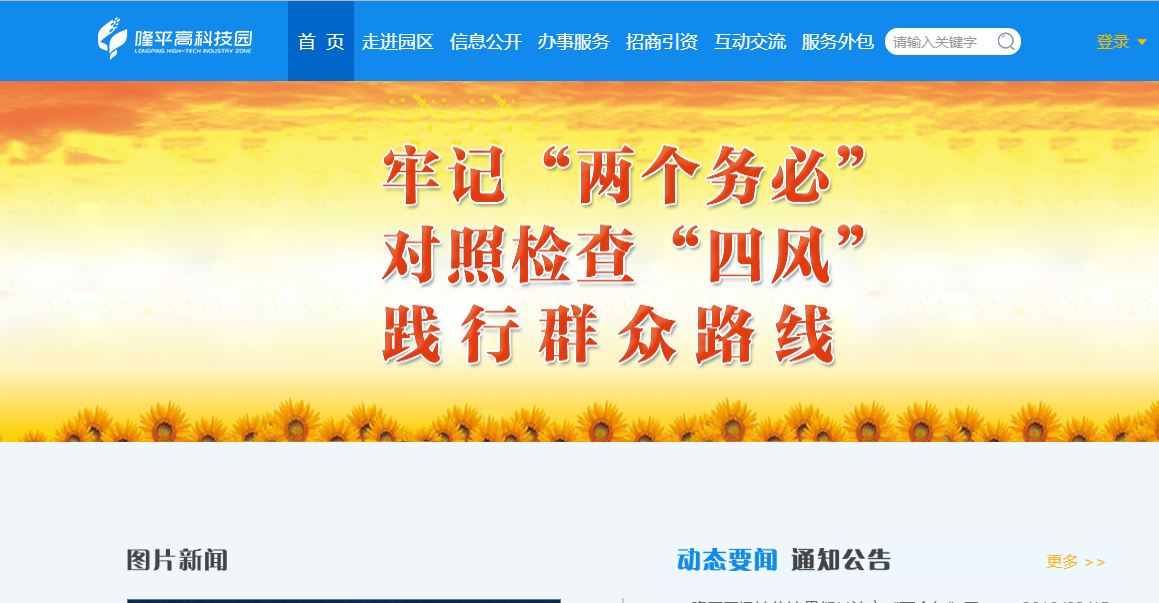 隆平高科技园
LONGPING HIGH-TECH INDUSTRY ZONE
首 页 走进园区 信息公开 办事服务 招商引资 互动交流 服务外包 请输入关键字 登录
牢记“两个务必”
对照检查“四风”
践行群众路线
图片新闻
动态要闻 通知公告 更多 >>